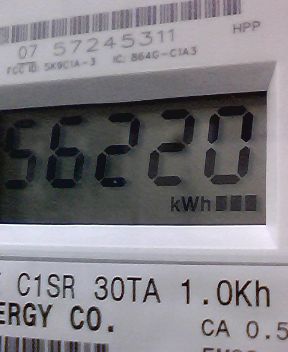 07 57245311
HPP
FCC ID: SK9C1A-3 IC: 864G-C1A3
56220
kWh
C1SR 30TA 1.0Kh
ERGY CO.
CA 0.5